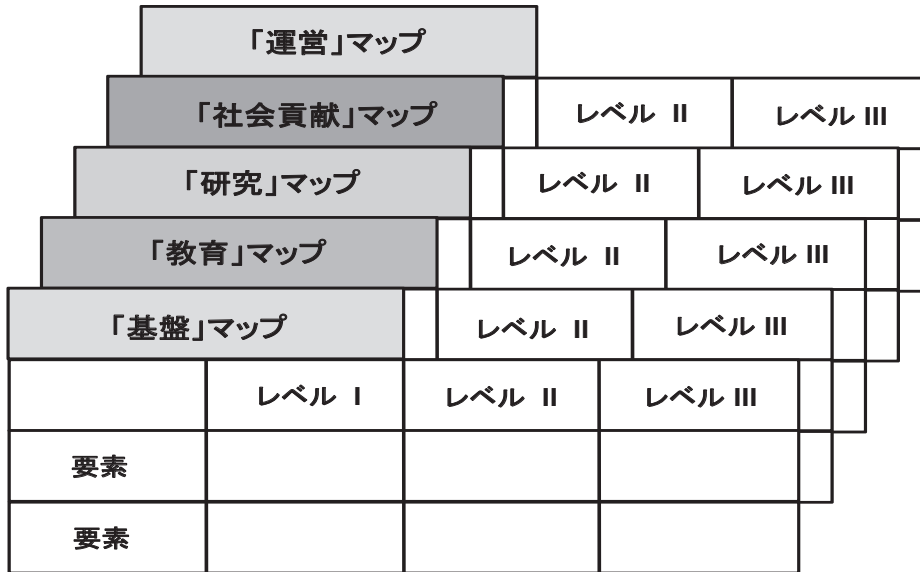 「運営」マップ
「社会貢献」マップ レベル II レベル III
「研究」マップ レベル II レベル III
「教育」マップ レベル II レベル III
「基盤」マップ レベル II レベル III
レベル I レベル II レベル III
要素
要素